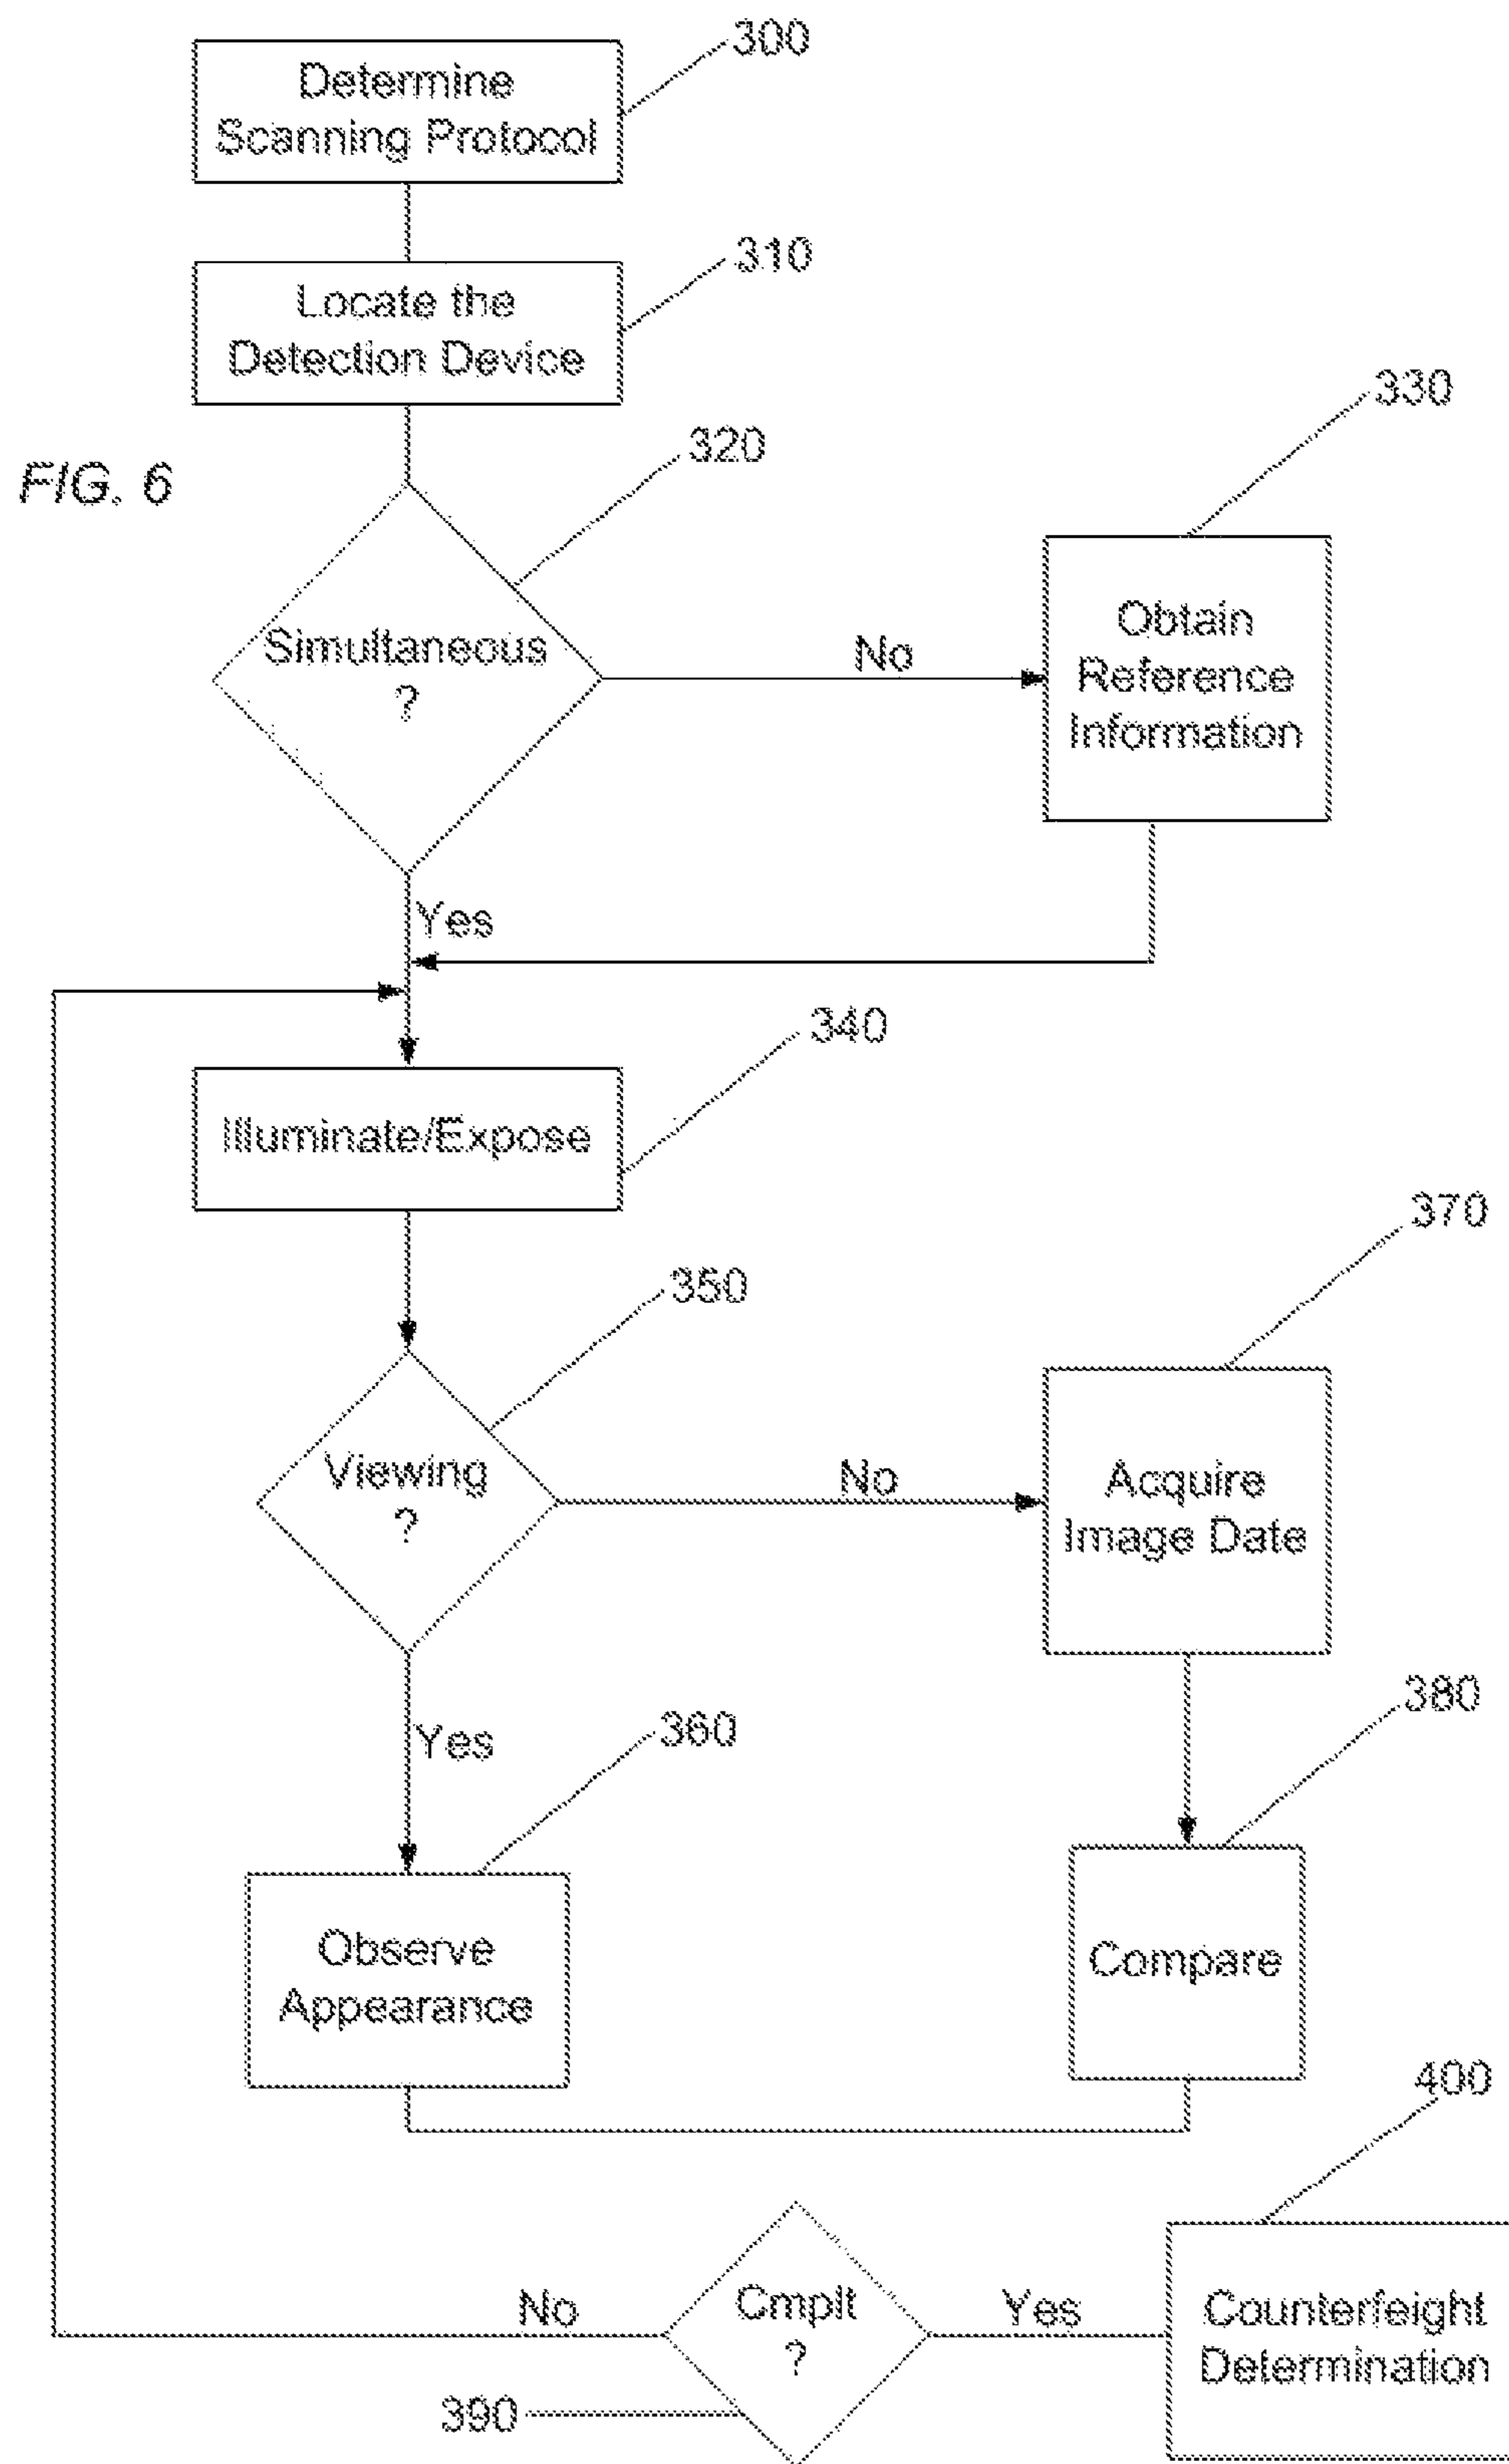 300
Determine
Scanning Protocol
310
Locate the
Detection Device
FIG. 6
320
330
Simultaneous
?
No
Obtain
Reference
Information
Yes
340
Illuminate/Expose
370
350
Viewing
?
No
Acquire
Image Date
Yes
360
380
Observe
Appearance
Compare
400
No
Cmplt
?
Yes
Counterfeight
Determination
390